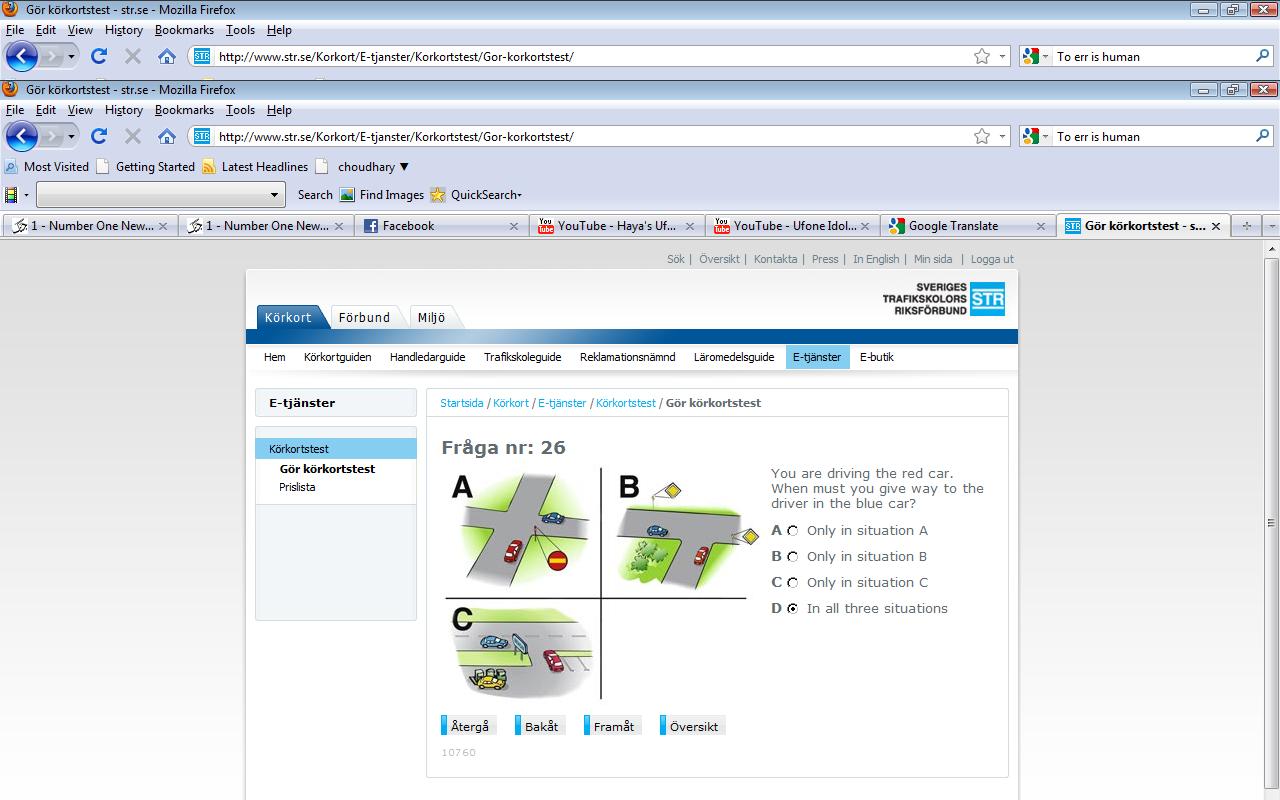 Gör körkortstest - str.se - Mozilla Firefox
File Edit View History Bookmarks Tools Help
STR http://www.str.se/Korkort/E-tjanster/Korkortstest/Gor-korkortstest/ To err is human
Gör körkortstest - str.se - Mozilla Firefox
File Edit View History Bookmarks Tools Help
STR http://www.str.se/Korkort/E-tjanster/Korkortstest/Gor-korkortstest/ To err is human
Most Visited Getting Started Latest Headlines choudhary
Search Find Images QuickSearch
1 - Number One New... 1 - Number One New... Facebook You Tube YouTube - Haya's Uf... You Tube YouTube - Ufone Idol... Google Translate STR Gör körkortstest - s...
Sök | Översikt | Kontakta | Press | In English | Min sida | Logga ut
SVERIGES
TRAFIKSKOLORS
RIKSFÖRBUND
STR
Körkort Förbund Miljö
Hem Körkortguiden Handledarguide Trafikskoleguide Reklamationsnämnd Läromedelsguide E-tjänster E-butik
E-tjänster
Körkortstest
Gör körkortstest
Prislista
Startsida / Körkort / E-tjänster / Körkortstest / Gör körkortstest
Fråga nr: 26
A
B
C
You are driving the red car.
When must you give way to the
driver in the blue car?
A Only in situation A
B Only in situation B
C Only in situation C
D In all three situations
Återgå Bakåt Framåt Översikt
10760